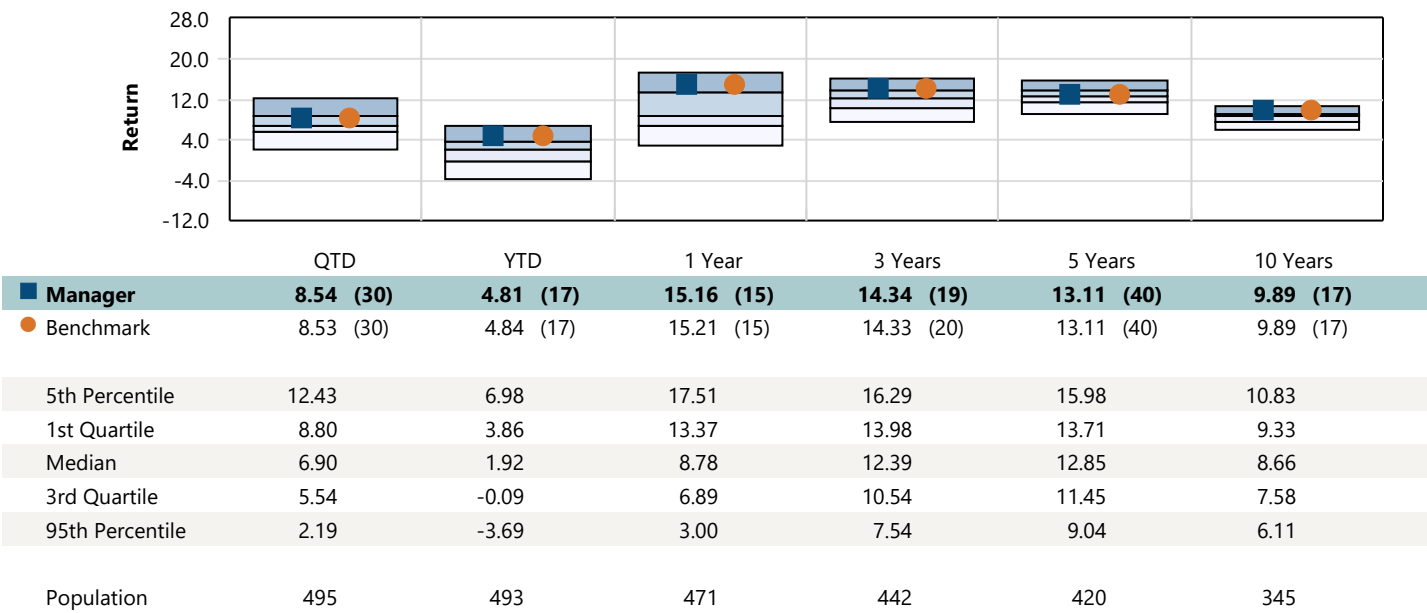 28.0
20.0
12.0
4.0
-4.0
-12.0
Return
QTD YTD 1 Year 3 Years 5 Years 10 Years
Manager 8.54 (30) 4.81 (17) 15.16 (15) 14.34 (19) 13.11 (40) 9.89 (17)
Benchmark 8.53 (30) 4.84 (17) 15.21 (15) 14.33 (20) 13.11 (40) 9.89 (17)
5th Percentile 12.43 6.98 17.51 16.29 15.98 10.83
1st Quartile 8.80 3.86 13.37 13.98 13.71 9.33
Median 6.90 1.92 8.78 12.39 12.85 8.66
3rd Quartile 5.54 -0.09 6.89 10.54 11.45 7.58
95th Percentile 2.19 -3.69 3.00 7.54 9.04 6.11
Population 495 493 471 442 420 345